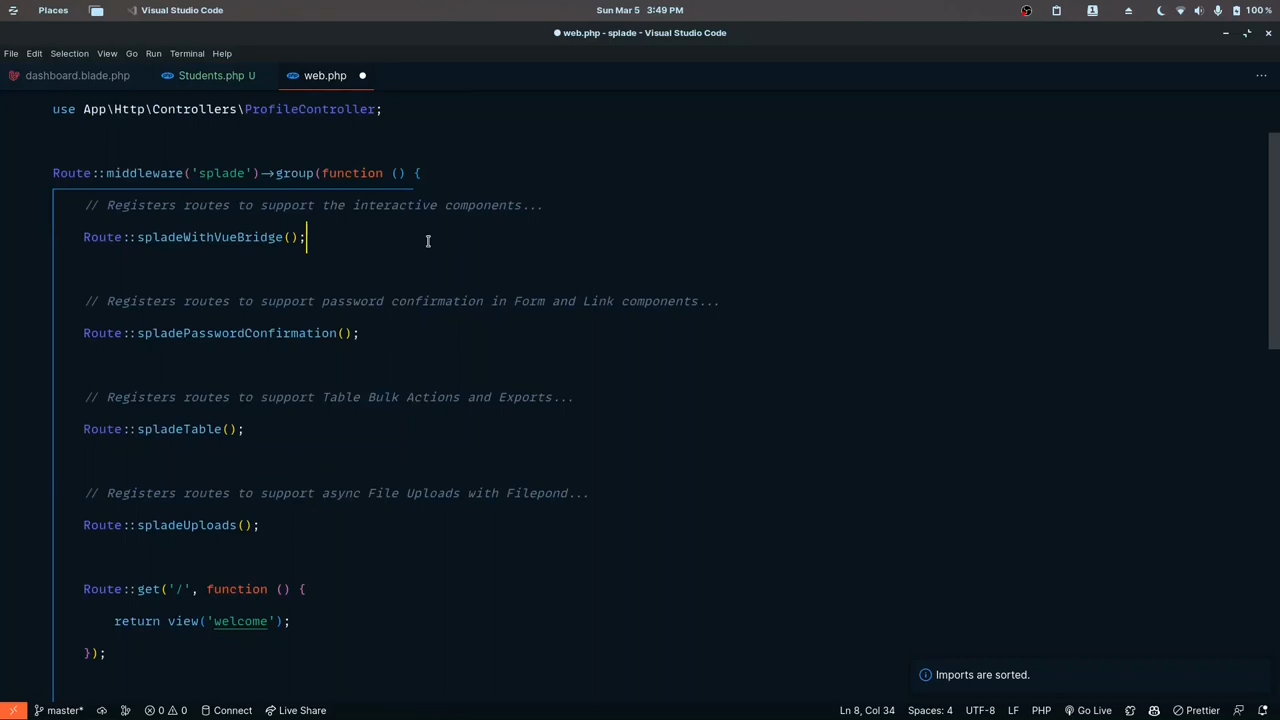 Places
Visual Studio Code
Sun Mar 5 3:49 PM
1
100 %
● web.php - splade - Visual Studio Code
File Edit Selection View Go Run Terminal Help
dashboard.blade.php
Students.php U
web.php ●
...
use App\Http\Controllers\ProfileController;
Route::middleware('splade')->group(function () {
// Registers routes to support the interactive components...
Route::spladeWithVueBridge();
// Registers routes to support password confirmation in Form and Link components...
Route::spladePasswordConfirmation();
// Registers routes to support Table Bulk Actions and Exports...
Route::spladeTable();
// Registers routes to support async File Uploads with Filepond...
Route::spladeUploads();
Route::get('/', function () {
return view('welcome');
});
Imports are sorted.
master* 0 0 Connect Live Share Ln 8, Col 34 Spaces: 4 UTF-8 LF PHP Go Live Prettier